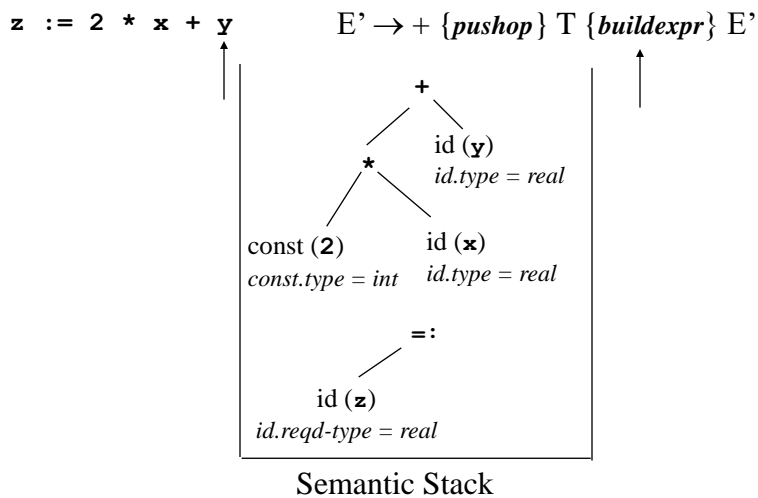 z := 2 * x + y
E’ → + {pushop} T {buildexpr} E’
+
*
id (y)
id.type = real
const (2)
const.type = int
id (x)
id.type = real
=:
id (z)
id.reqd-type = real
Semantic Stack